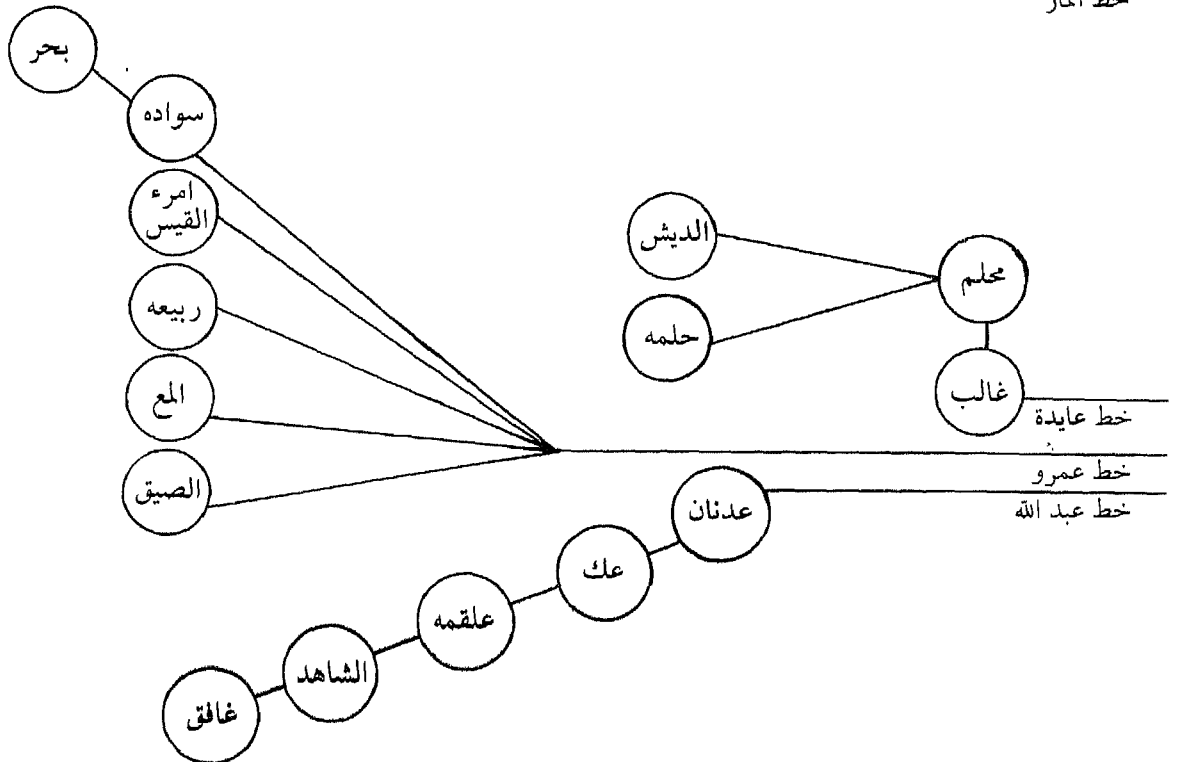 بحر
سواده
امرء
القيس
ربيعه
المع
الصيق
الديش
حلمه
محلم
غالب
خط عايدة
خط عمرو
خط عبد الله
عدنان
عك
علقمه
الشاهد
غافق